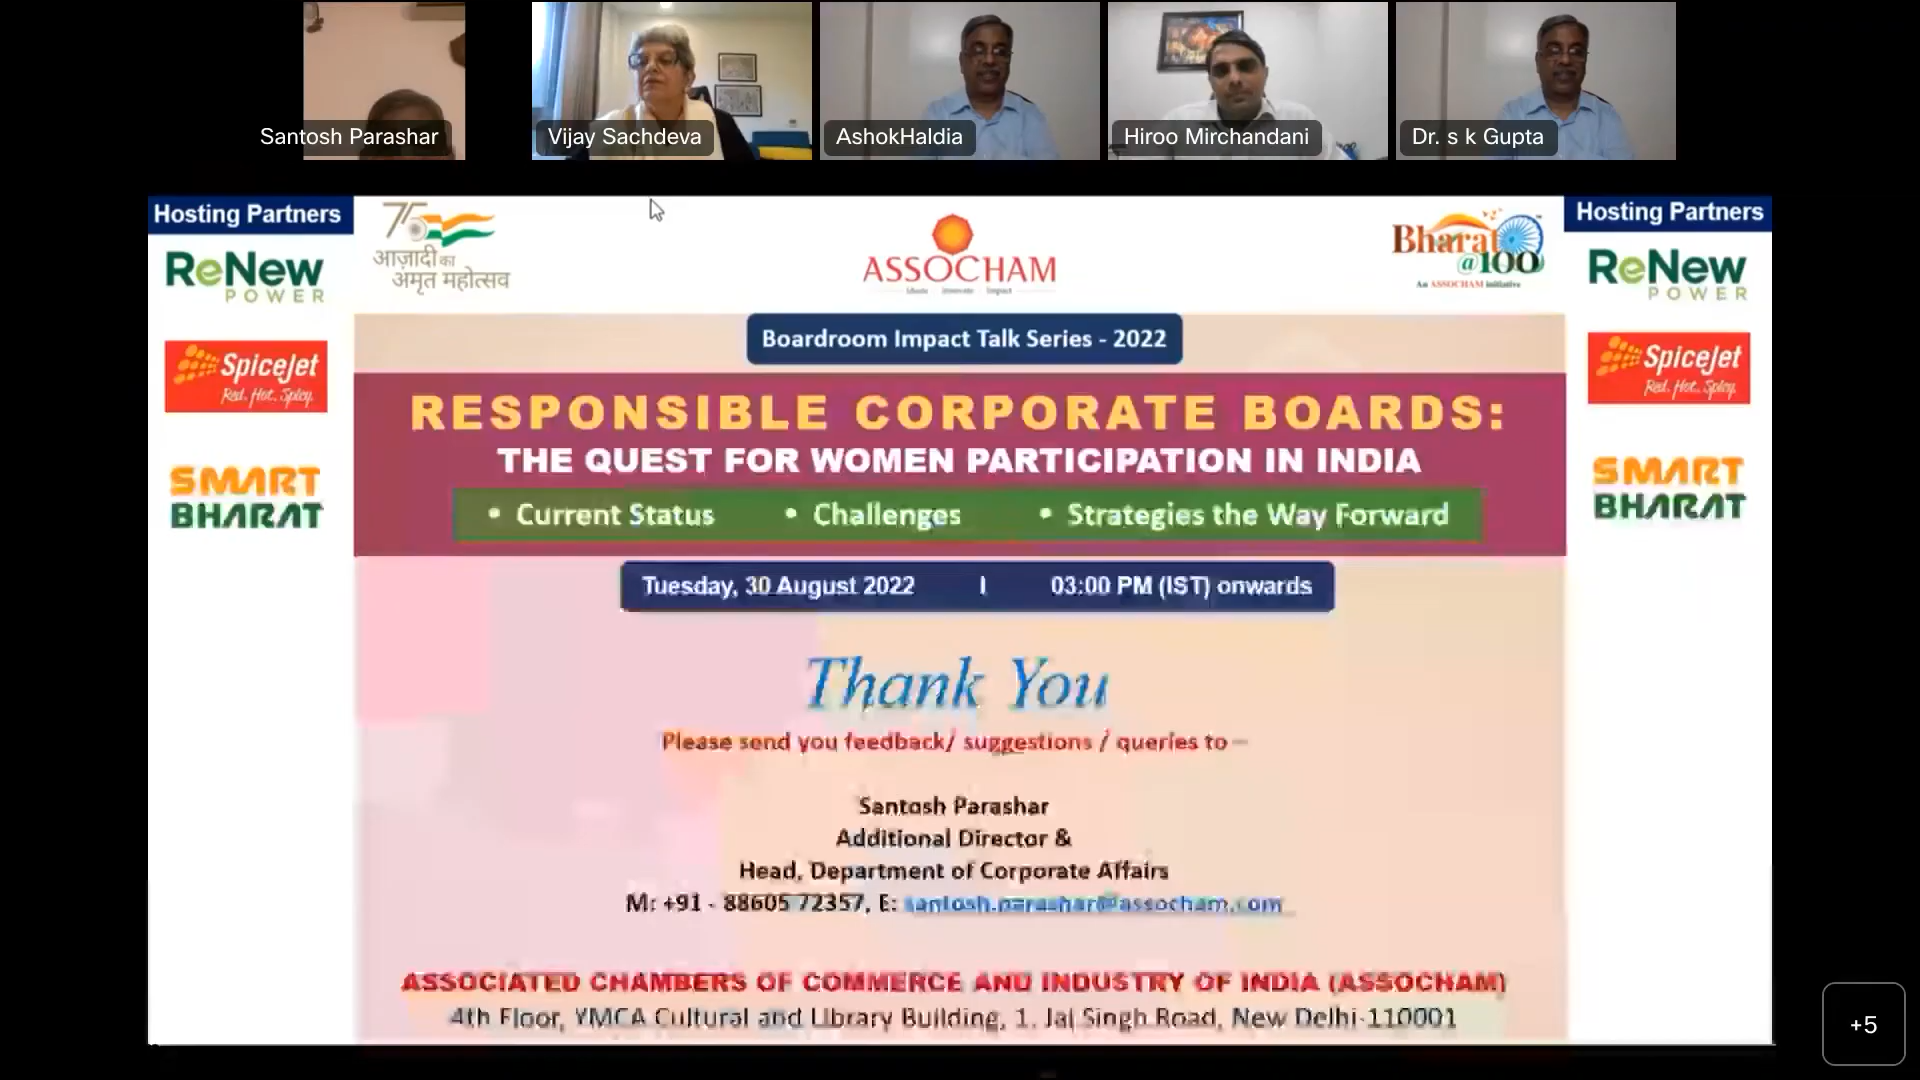 Santosh Parashar
Vijay Sachdeva
AshokHaldia
Hiroo Mirchandani
Dr. s k Gupta
Hosting Partners
ReNew
POWER
SpiceJet
Red. Hot. Spicy.
SMART
BHARAT
75
आज़ादी का
अमृत महोत्सव
ASSOCHAM
Bharat
@100
An ASSOCHAM initiative
Hosting Partners
ReNew
POWER
SpiceJet
Red. Hot. Spicy.
SMART
BHARAT
Boardroom Impact Talk Series - 2022
RESPONSIBLE CORPORATE BOARDS:
THE QUEST FOR WOMEN PARTICIPATION IN INDIA
• Current Status • Challenges • Strategies the Way Forward
Tuesday, 30 August 2022 I 03:00 PM (IST) onwards
Thank You
Please send you feedback/ suggestions / queries to –
Santosh Parashar
Additional Director &
Head, Department of Corporate Affairs
M: +91 - 88605 72357, E: santosh.parashar@assocham.com
ASSOCIATED CHAMBERS OF COMMERCE AND INDUSTRY OF INDIA (ASSOCHAM)
4th Floor, YMCA Cultural and Library Building, 1. Jai Singh Road, New Delhi-110001
+5